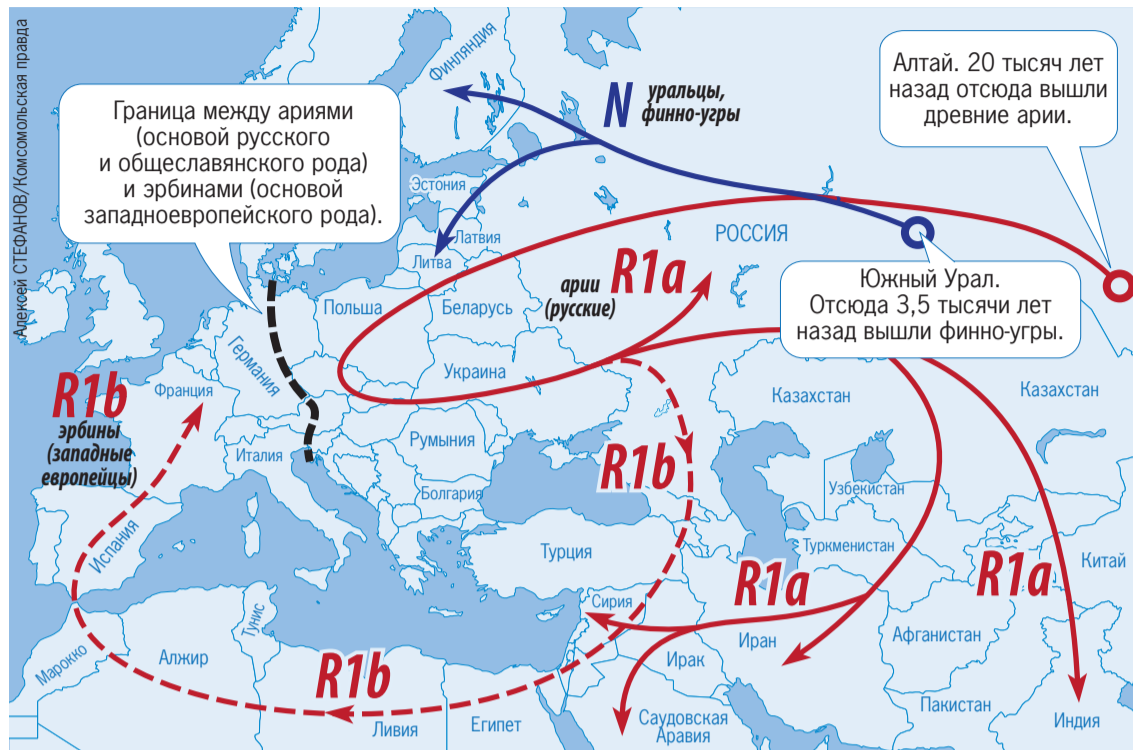 Алексей СТЕФАНОВ/Комсомольская правда
Граница между ариями
(основой русского
и общеславянского рода)
и эрбинами (основой
западноевропейского рода).
Финляндия
N уральцы,
финно-угры
Алтай. 20 тысяч лет
назад отсюда вышли
древние арии.
Эстония
Латвия
Литва
РОССИЯ
Южный Урал.
Отсюда 3,5 тысячи лет
назад вышли финно-угры.
арии R1a
(русские)
Польша
Беларусь
Германия
Украина
Казахстан
Казахстан
R1b
эрбины
(западные
европейцы)
Франция
Италия
Румыния
Болгария
R1b
Узбекистан
Испания
Турция
Туркменистан
Китай
R1a
R1a
Сирия
Иран
Афганистан
Ирак
Марокко
Алжир
Тунис
R1b
Ливия
Египет
Саудовская
Аравия
Пакистан
Индия